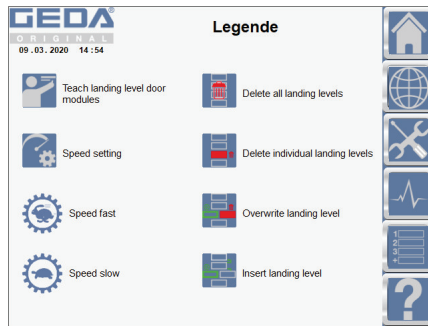 GEDA®
ORIGINAL
09.03.2020 14:54
Legende
Teach landing level door
modules
Delete all landing levels
Speed setting
Delete individual landing levels
Speed fast
Overwrite landing level
Speed slow
Insert landing level
1
2
3
+
?